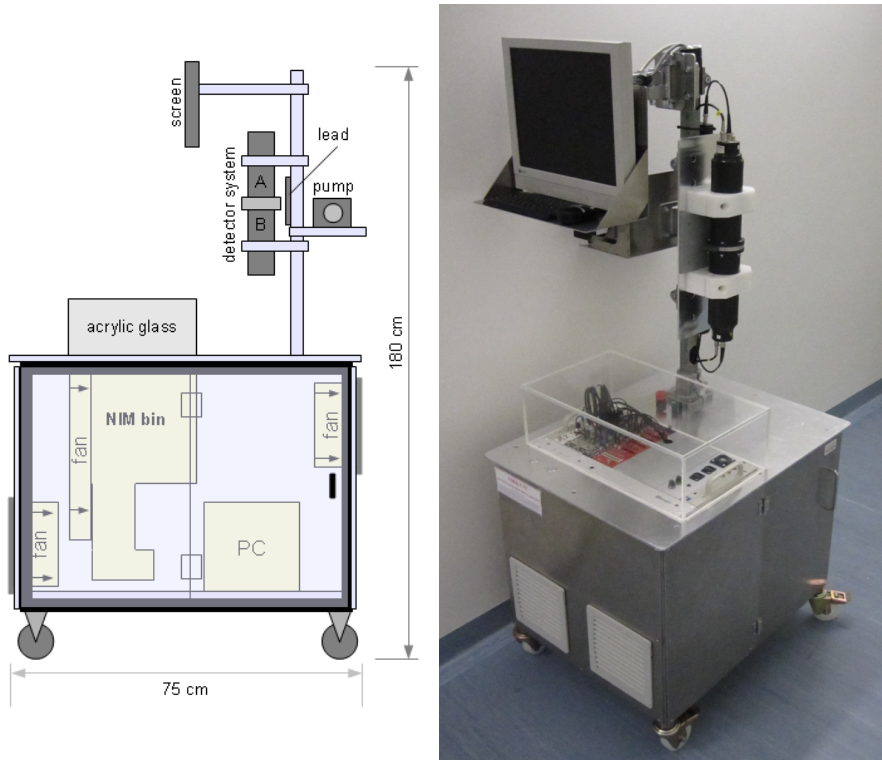 screen
detector system
A
B
lead
pump
acrylic glass
180 cm
NIM bin
fan
fan
fan
PC
75 cm